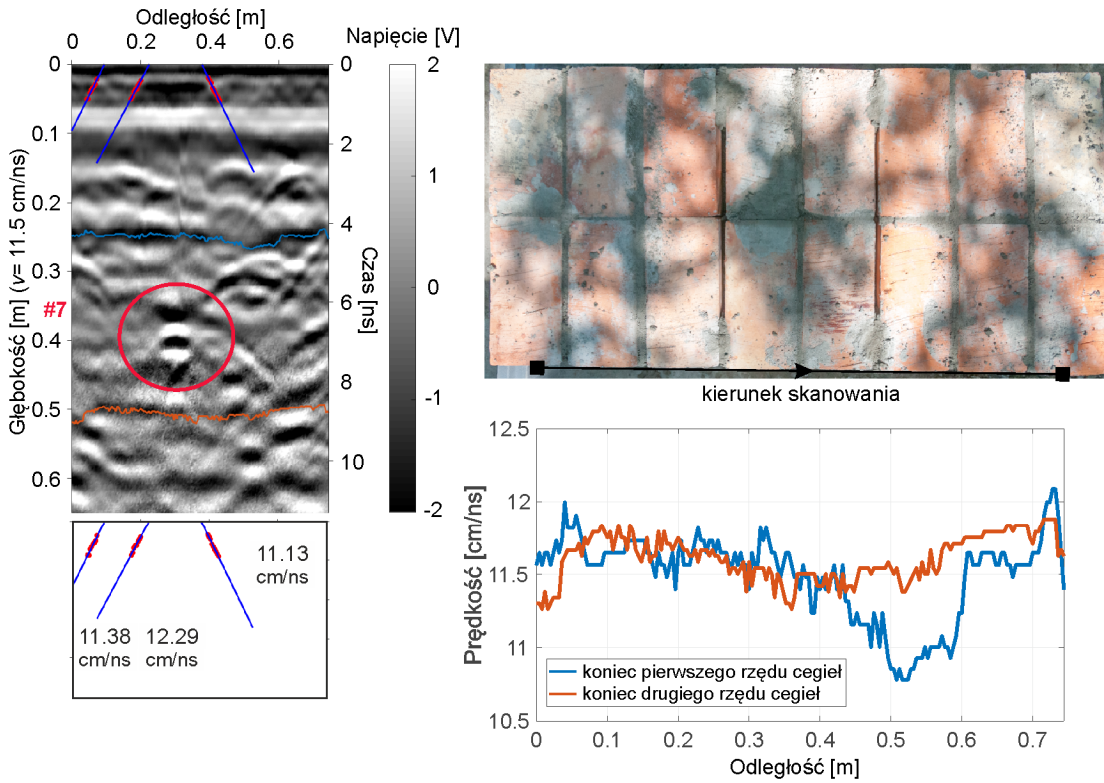 Odległość [m]
0 0.2 0.4 0.6
Napięcie [V]
Głębokość [m] (v= 11.5 cm/ns)
0
0.1
0.2
0.3
0.4
0.5
0.6
#7
0
2
4
6
8
10
Czas [ns]
2
1
0
-1
-2
11.13
cm/ns
11.38 12.29
cm/ns cm/ns
kierunek skanowania
Prędkość [cm/ns]
12.5
12
11.5
11
10.5
koniec pierwszego rzędu cegieł
koniec drugiego rzędu cegieł
0 0.1 0.2 0.3 0.4 0.5 0.6 0.7
Odległość [m]